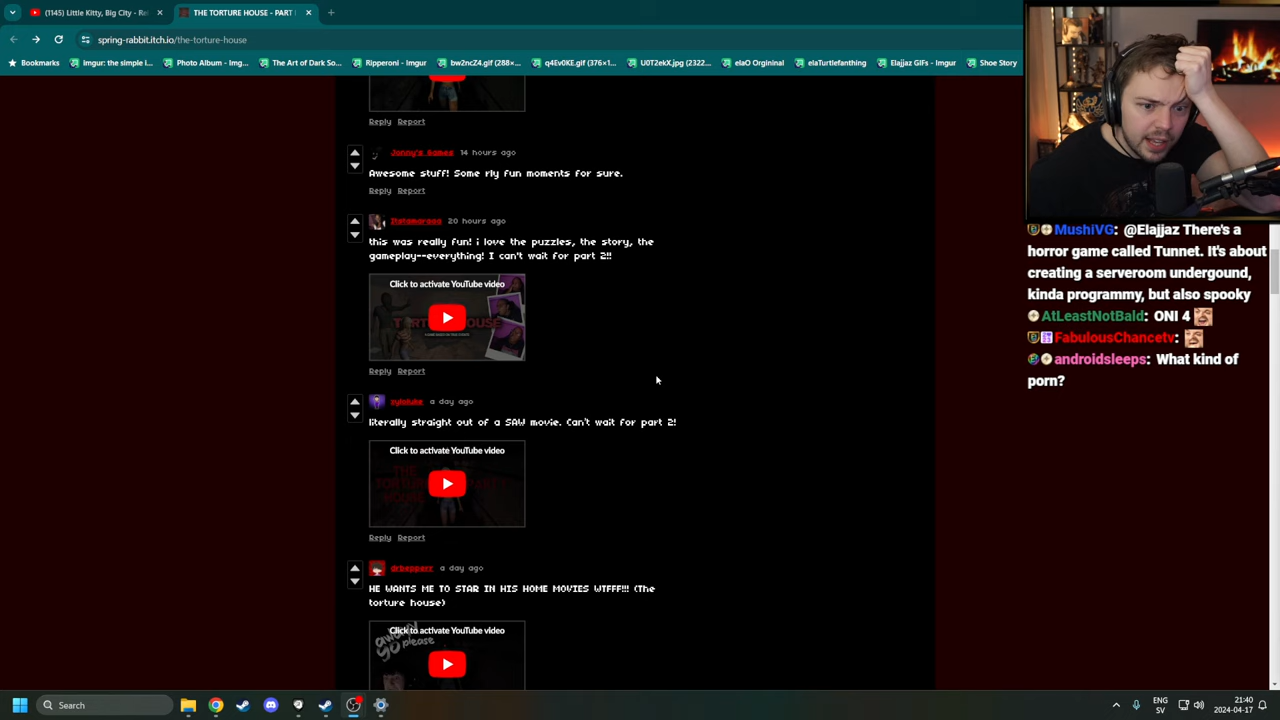 (1145) Little Kitty, Big City - Re
THE TORTURE HOUSE - PART
spring-rabbit.itch.io/the-torture-house
Bookmarks
Imgur: the simple i...
Photo Album - Imgur
The Art of Dark So...
Ripperoni - Imgur
bw2ncZ4.gif (288×...
q4Ev0KE.gif (376×1...
U0T2ekX.jpg (2322...
elaO Orgininal
elaTurtlefanthing
Elajjaz GIFs - Imgur
Shoe Story
Reply Report
Jonny's Games 14 hours ago
Awesome stuff! Some rly fun moments for sure.
Reply Report
20 hours ago
this was really fun! i love the puzzles, the story, the
gameplay--everything! I can't wait for part 2!!
Click to activate YouTube video
Reply Report
xyloluke a day ago
literally straight out of a SAW movie. Can't wait for part 2!
Click to activate YouTube video
Reply Report
drbepperr a day ago
HE WANTS ME TO STAR IN HIS HOME MOVIES WTFFF!!! (The
torture house)
Click to activate YouTube video
go please
MushiVG: @Elajjaz There's a
horror game called Tunnet. It's about
creating a serveroom undergound,
kinda programmy, but also spooky
AtLeastNotBald: ONI 4
FabulousChancetv:
androidsleeps: What kind of
porn?
Search
ENG
SV
21:40
2024-04-17